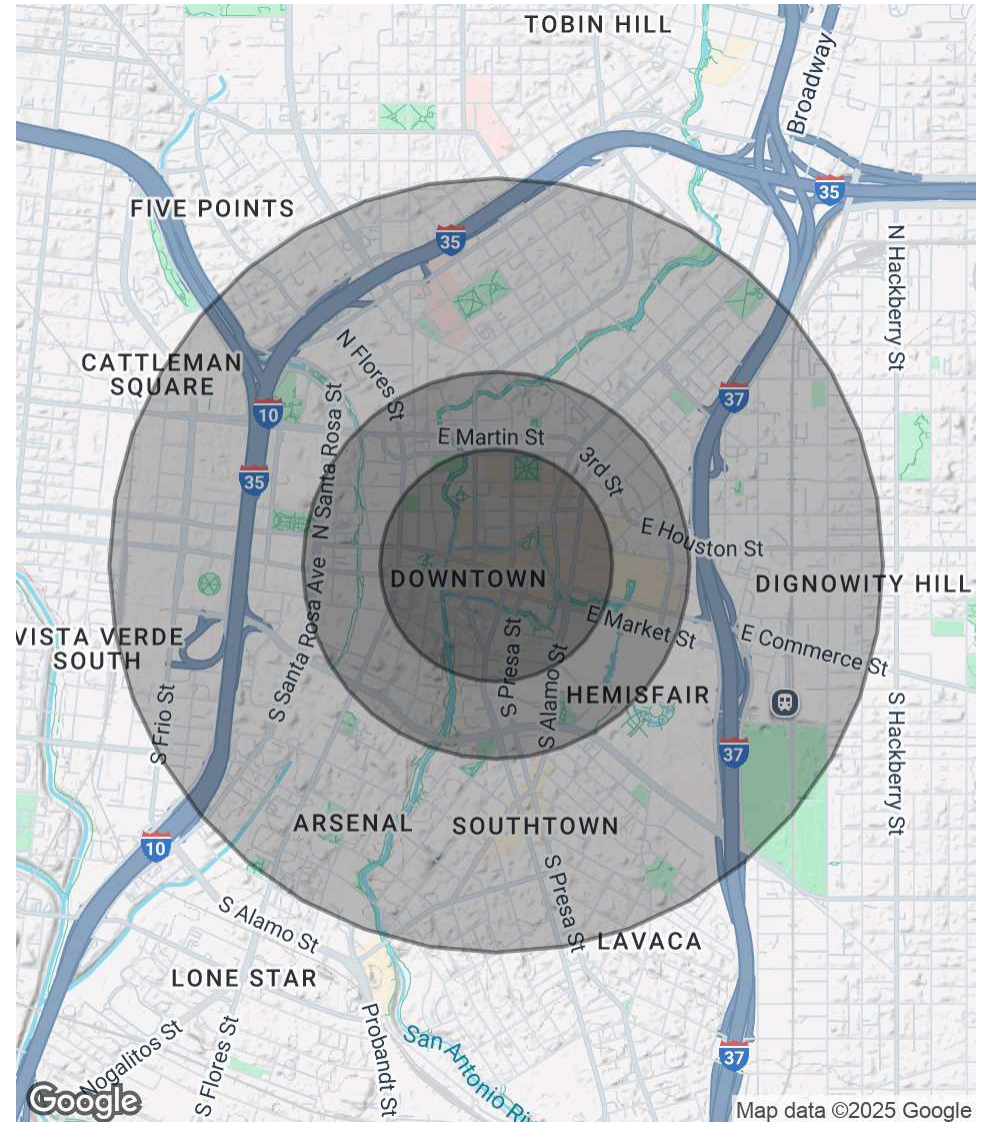 TOBIN HILL
Broadway
35
FIVE POINTS
35
N Hackberry St
N Flores St
CATTLEMAN
SQUARE
37
10
N Santa Rosa St
E Martin St
3rd St
35
E Houston St
DOWNTOWN
DIGNOWITY HILL
E Market St
E Commerce St
VISTA VERDE
SOUTH
S Santa Rosa Ave
S Presa St
S Alamo St
HEMISFAIR
S Frio St
S Hackberry St
37
ARSENAL
SOUTHTOWN
10
S Presa St
S Alamo St
LAVACA
LONE STAR
Nogalitos St
S Flores St
Probandt St
San Antonio Riv
37
Google
Map data ©2025 Google